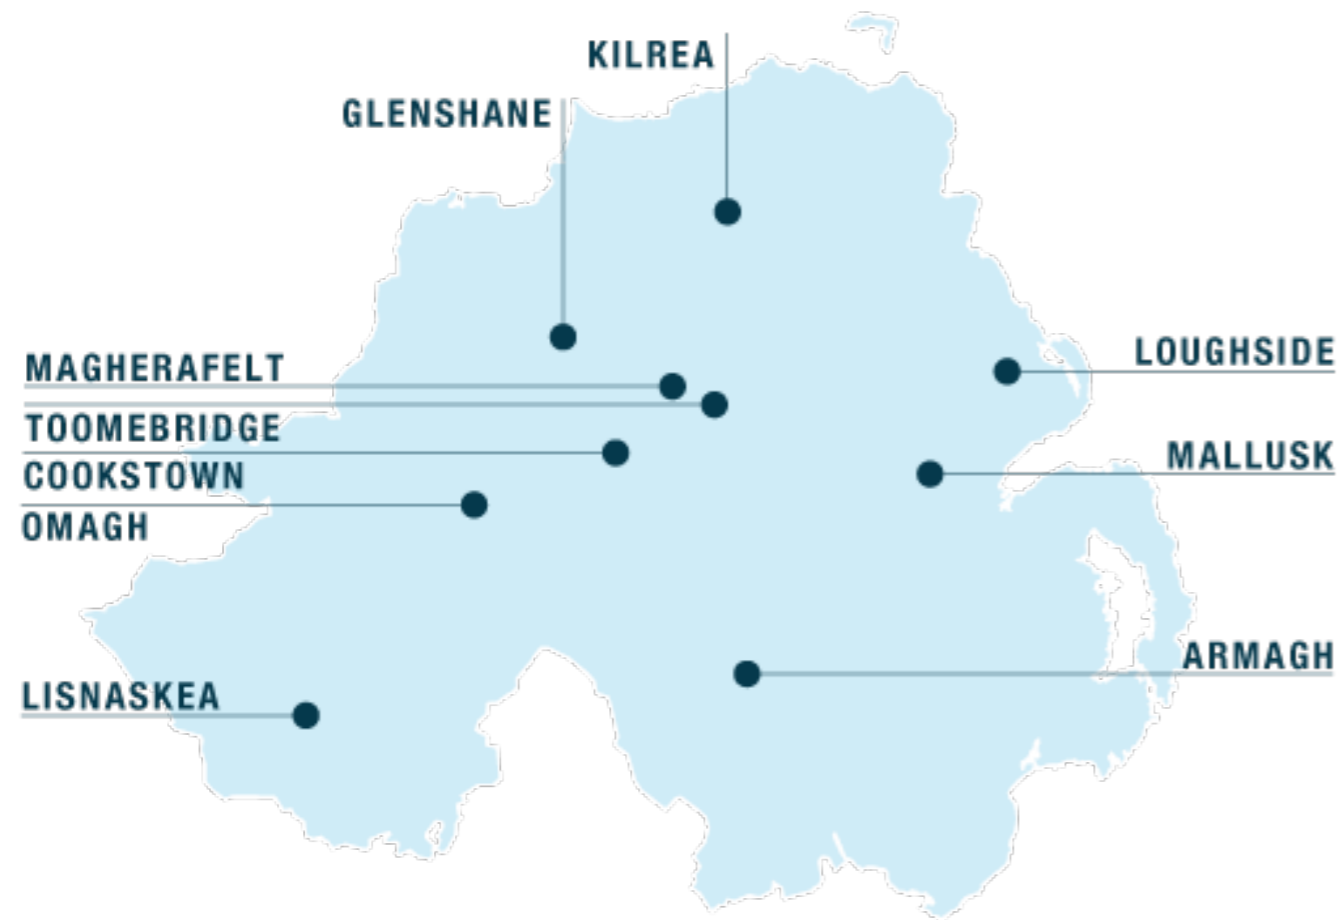 KILREA
GLENSHANE
MAGHERAFELT
LOUGHSIDE
TOOMEBRIDGE
MALLUSK
COOKSTOWN
OMAGH
ARMAGH
LISNASKEA